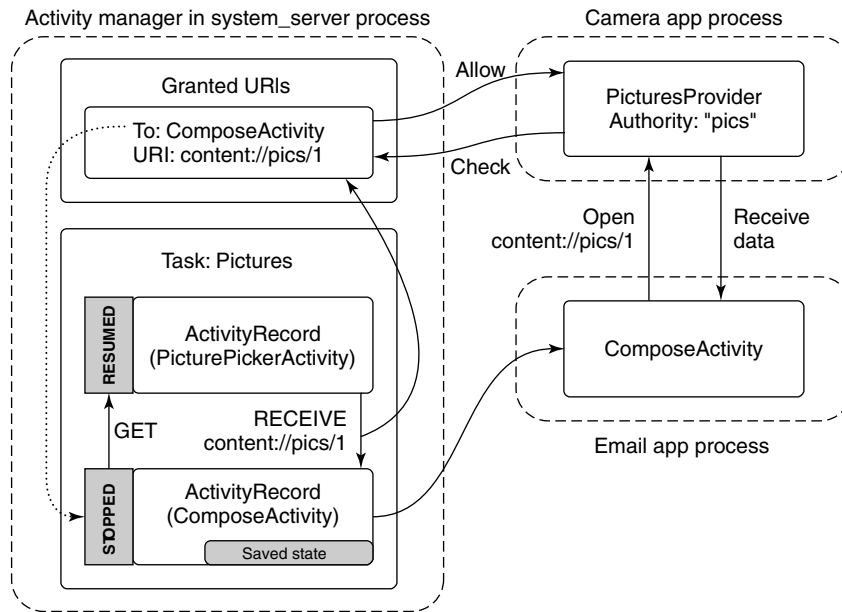 Activity manager in system_server process
Camera app process
Granted URIs
To: ComposeActivity
URI: content://pics/1
Allow
Check
PicturesProvider
Authority: "pics"
Open
content://pics/1
Receive
data
Task: Pictures
RESUMED
ActivityRecord
(PicturePickerActivity)
GET
RECEIVE
content://pics/1
STOPPED
ActivityRecord
(ComposeActivity)
Saved state
ComposeActivity
Email app process